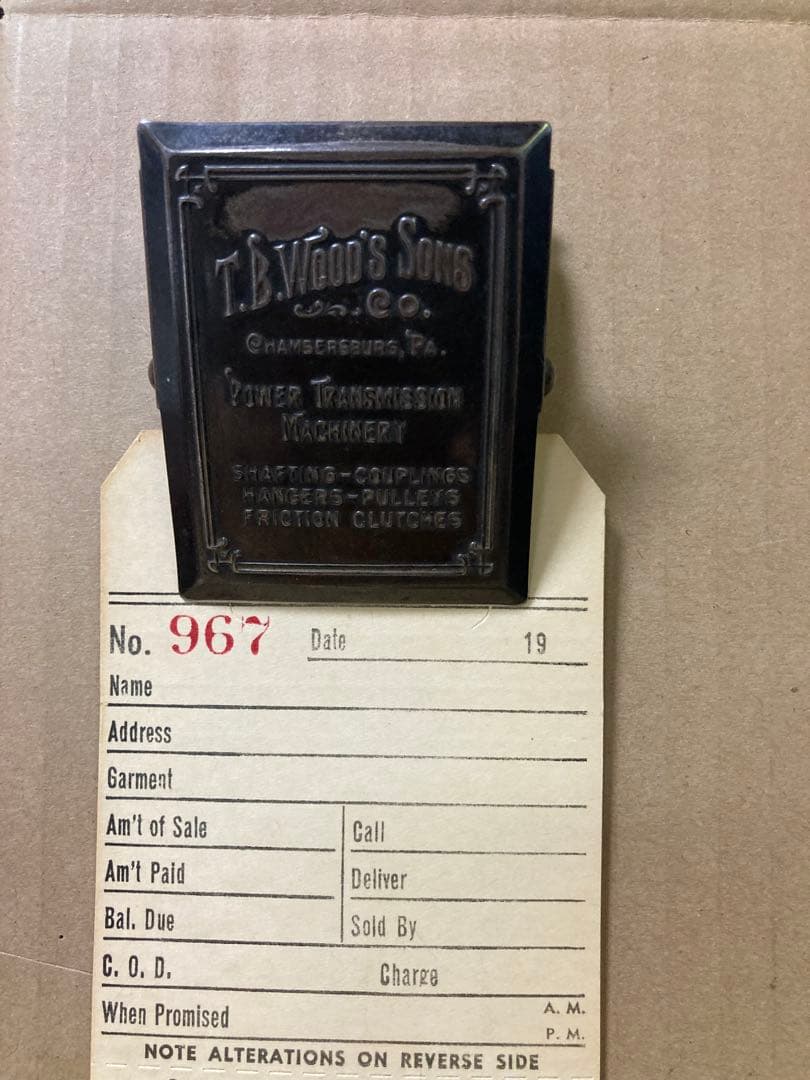 T.B. Wood's Sons
Co.
Chambersburg, Pa.
Power Transmission
Machinery
Shafting-Couplings
Hangers-Pulleys
Friction Clutches
No. 967 Date 19
Name
Address
Garment
Am't of Sale Call
Am't Paid Deliver
Bal. Due Sold By
C. O. D. Charge
When Promised A. M.
P. M.
NOTE ALTERATIONS ON REVERSE SIDE